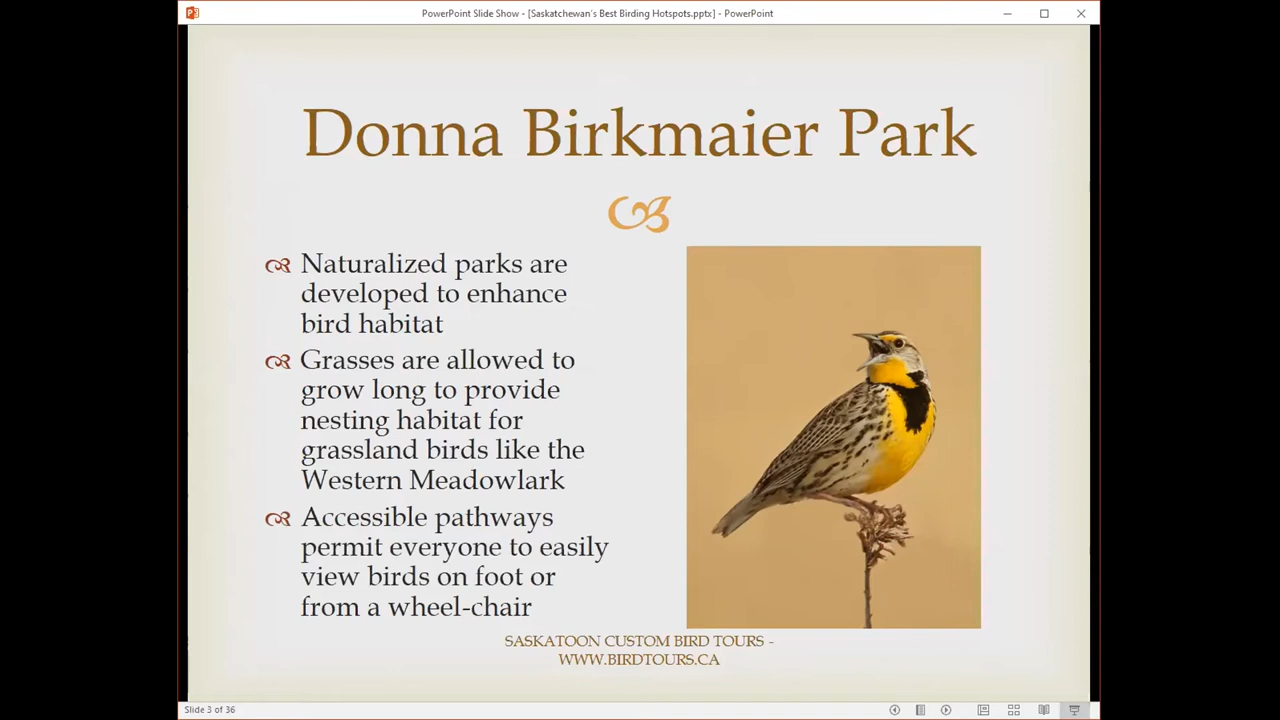 PowerPoint Slide Show - [Saskatchewan's Best Birding Hotspots.pptx] - PowerPoint
Donna Birkmaier Park
Naturalized parks are
developed to enhance
bird habitat
Grasses are allowed to
grow long to provide
nesting habitat for
grassland birds like the
Western Meadowlark
Accessible pathways
permit everyone to easily
view birds on foot or
from a wheel-chair
SASKATOON CUSTOM BIRD TOURS -
WWW.BIRDTOURS.CA
Slide 3 of 36